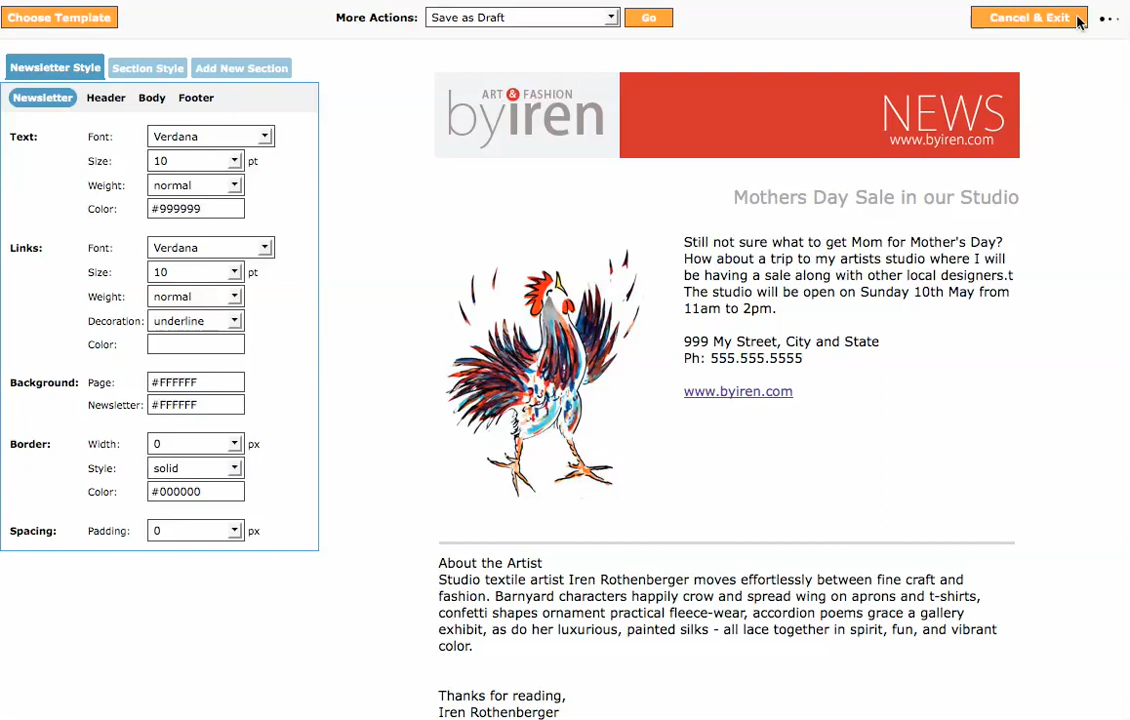 Choose Template
More Actions: Save as Draft Go
Cancel & Exit
Newsletter Style Section Style Add New Section
Newsletter Header Body Footer
Text: Font: Verdana
Size: 10 pt
Weight: normal
Color: #999999
Links: Font: Verdana
Size: 10 pt
Weight: normal
Decoration: underline
Color:
Background: Page: #FFFFFF
Newsletter: #FFFFFF
Border: Width: 0 px
Style: solid
Color: #000000
Spacing: Padding: 0 px
ART & FASHION
byiren
NEWS
www.byiren.com
Mothers Day Sale in our Studio
Still not sure what to get Mom for Mother's Day?
How about a trip to my artists studio where I will
be having a sale along with other local designers.t
The studio will be open on Sunday 10th May from
11am to 2pm.
999 My Street, City and State
Ph: 555.555.5555
www.byiren.com
About the Artist
Studio textile artist Iren Rothenberger moves effortlessly between fine craft and
fashion. Barnyard characters happily crow and spread wing on aprons and t-shirts,
confetti shapes ornament practical fleece-wear, accordion poems grace a gallery
exhibit, as do her luxurious, painted silks - all lace together in spirit, fun, and vibrant
color.
Thanks for reading,
Iren Rothenberger